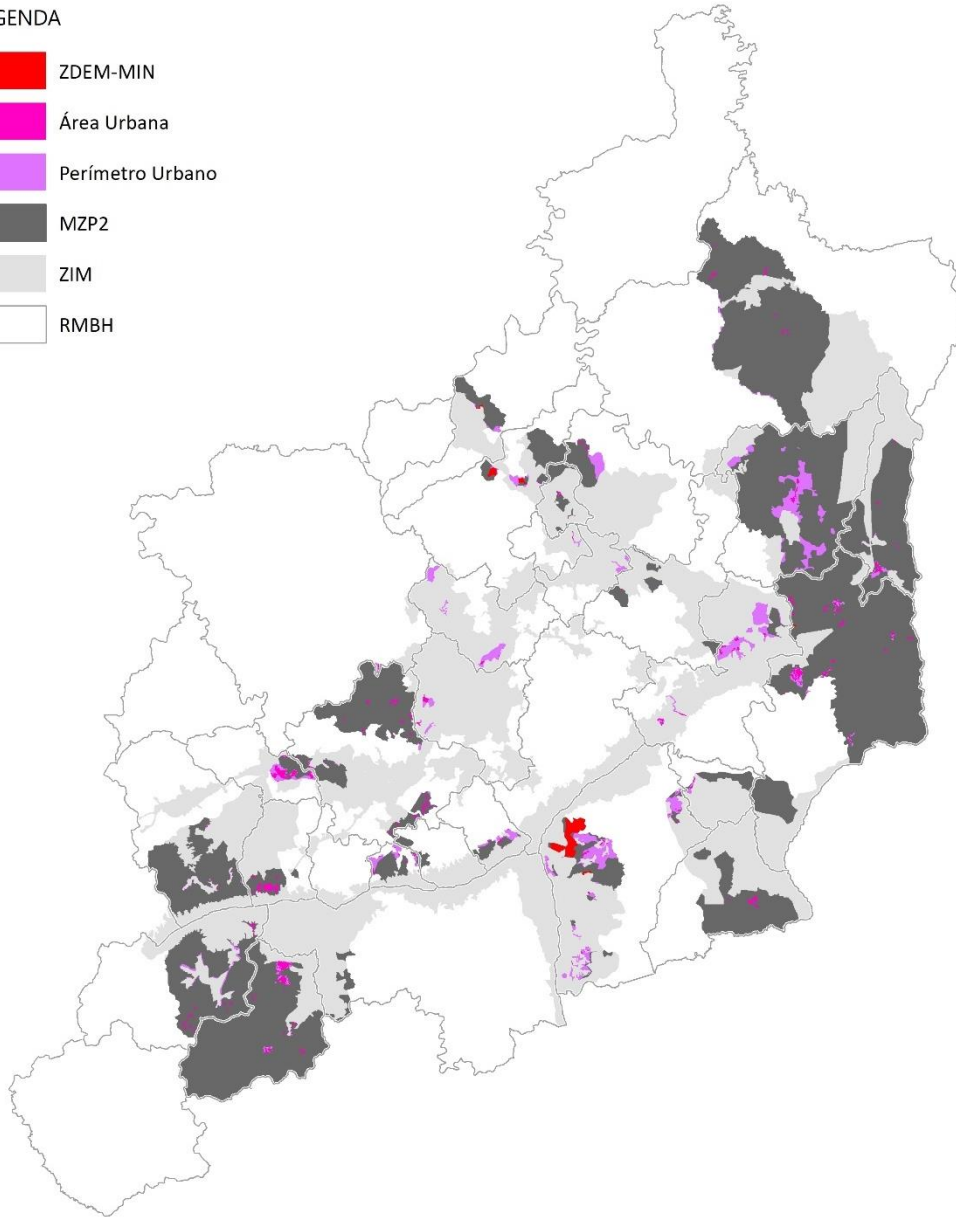 GENDA
ZDEM-MIN
Área Urbana
Perímetro Urbano
MZP2
ZIM
RMBH